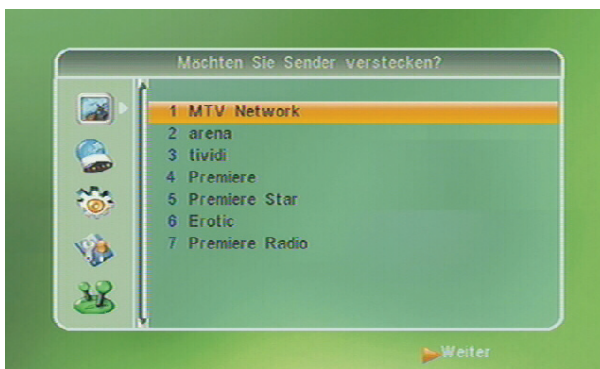 Möchten Sie Sender verstecken?
1 MTV Network
2 arena
3 tividi
4 Premiere
5 Premiere Star
6 Erotic
7 Premiere Radio
Weiter